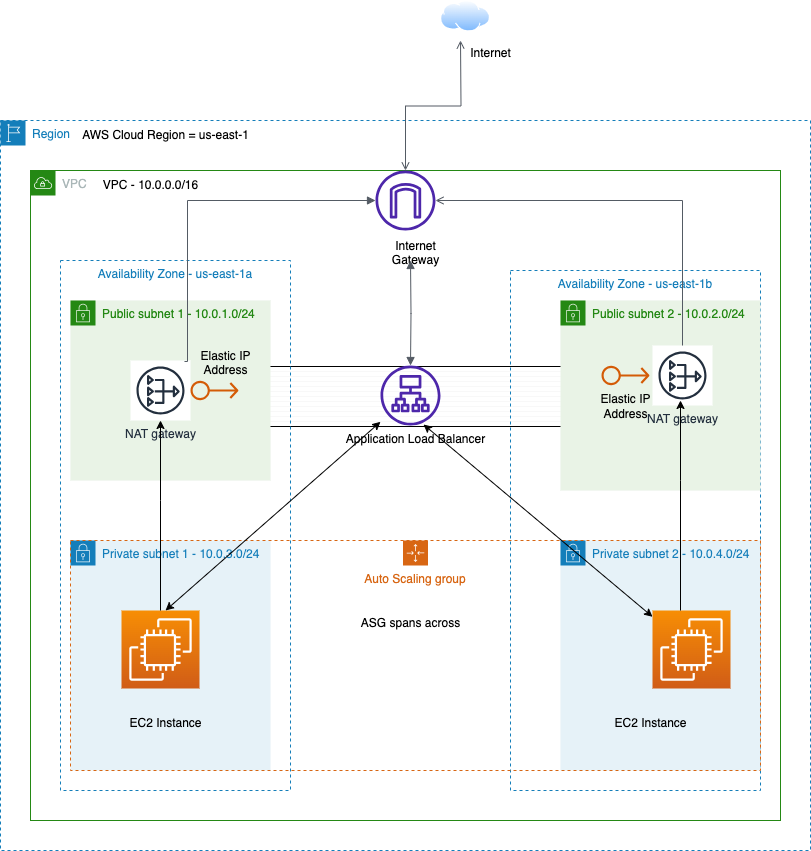 Internet
Region
AWS Cloud Region = us-east-1
VPC
VPC - 10.0.0.0/16
Internet
Gateway
Availability Zone - us-east-1a
Availability Zone - us-east-1b
Public subnet 1 - 10.0.1.0/24
Public subnet 2 - 10.0.2.0/24
Elastic IP
Address
NAT gateway
Elastic IP
Address
NAT gateway
Application Load Balancer
Private subnet 1 - 10.0.3.0/24
Private subnet 2 - 10.0.4.0/24
Auto Scaling group
ASG spans across
EC2 Instance
EC2 Instance